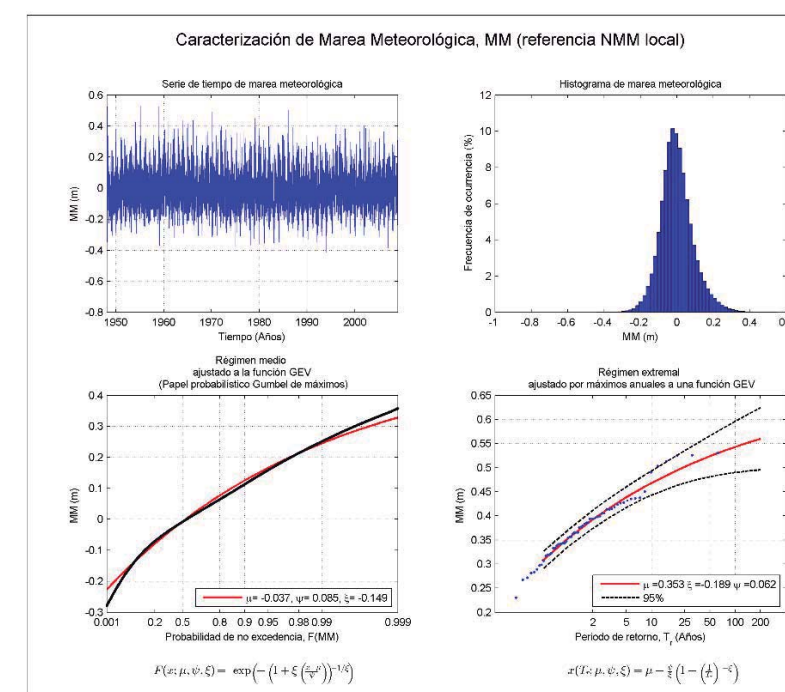 Caracterización de Marea Meteorológica, MM (referencia NMM local)
Serie de tiempo de marea meteorológica
MM (m)
0.6
0.4
0.2
0
-0.2
-0.4
-0.6
-0.8
1950 1960 1970 1980 1990 2000
Tiempo (Años)
Histograma de marea meteorológica
Frecuencia de ocurrencia (%)
12
10
8
6
4
2
0
-1 -0.8 -0.6 -0.4 -0.2 0 0.2 0.4
MM (m)
Régimen medio
ajustado a la función GEV
(Papel probabilístico Gumbel de máximos)
MM (m)
0.4
0.3
0.2
0.1
0
-0.1
-0.2
-0.3
μ= -0.037, ψ= 0.085, ξ=-0.149
0.001 0.2 0.5 0.8 0.9 0.95 0.98 0.99 0.999
Probabilidad de no excedencia, F(MM)
Régimen extremal
ajustado por máximos anuales a una función GEV
MM (m)
0.65
0.6
0.55
0.5
0.45
0.4
0.35
0.3
0.25
0.2
μ =0.353 ξ =-0.189 ψ =0.062
95%
2 5 10 20 50 100 200
Periodo de retorno, Tr (Años)
F(x; μ, ψ, ξ) = exp(-(1 + ξ((x-μ)/ψ))^(-1/ξ))